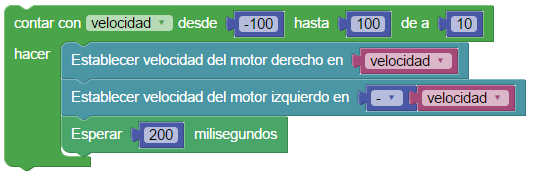 contar con velocidad desde -100 hasta 100 de a 10
hacer Establecer velocidad del motor derecho en velocidad
Establecer velocidad del motor izquierdo en - velocidad
Esperar 200 milisegundos